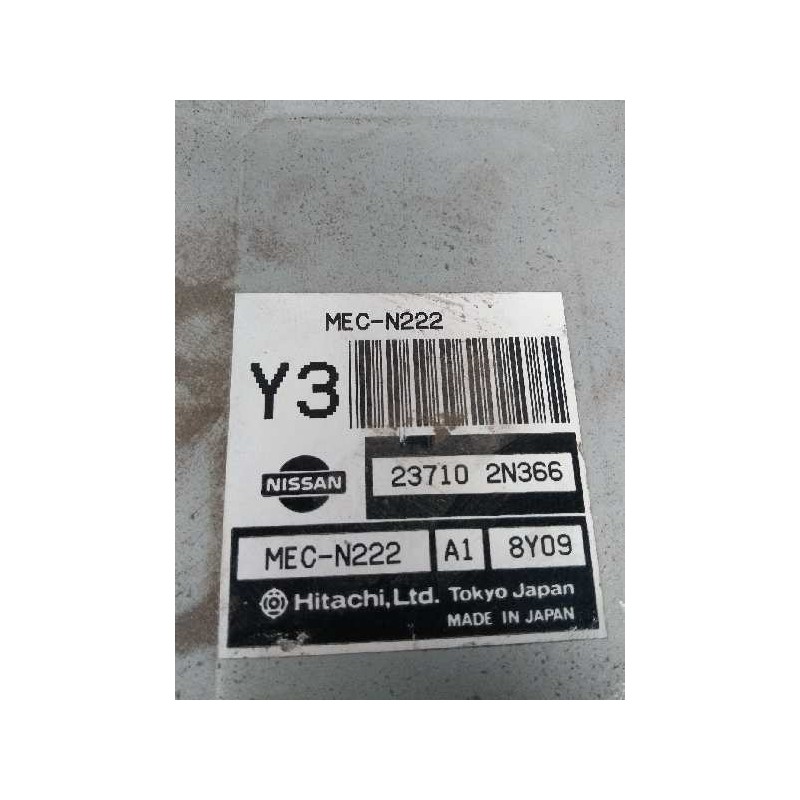 MEC-N222
Y3
NISSAN
23710 2N366
MEC-N222 A1 8Y09
Hitachi, Ltd. Tokyo Japan
MADE IN JAPAN